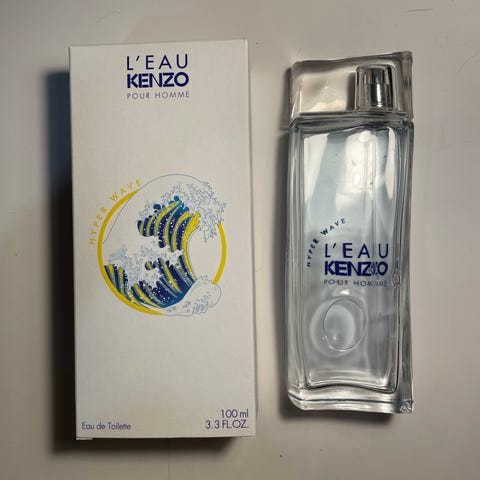 L'EAU
KENZO
POUR HOMME
HYPER WAVE
Eau de Toilette
100 ml
3.3 FL.OZ.
HYPER WAVE
L'EAU
KENZO
POUR HOMME